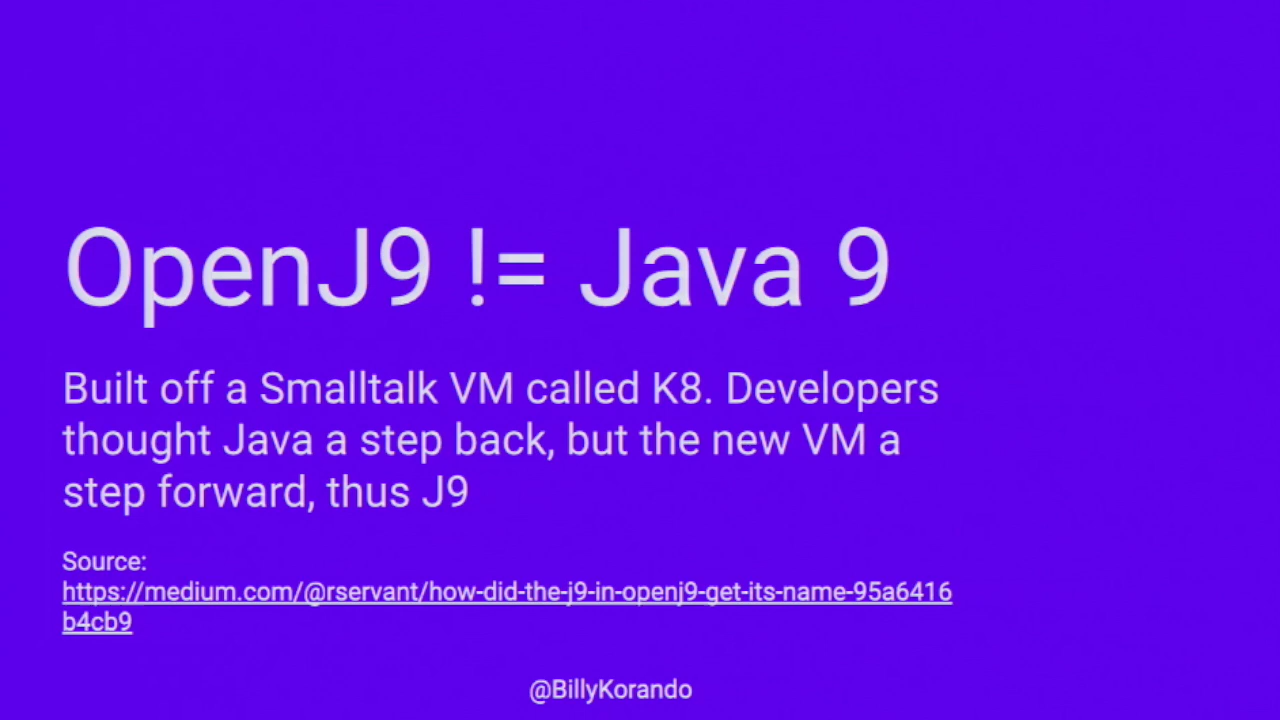 OpenJ9 != Java 9
Built off a Smalltalk VM called K8. Developers
thought Java a step back, but the new VM a
step forward, thus J9
Source:
https://medium.com/@rservant/how-did-the-j9-in-openj9-get-its-name-95a6416
b4cb9
@BillyKorando